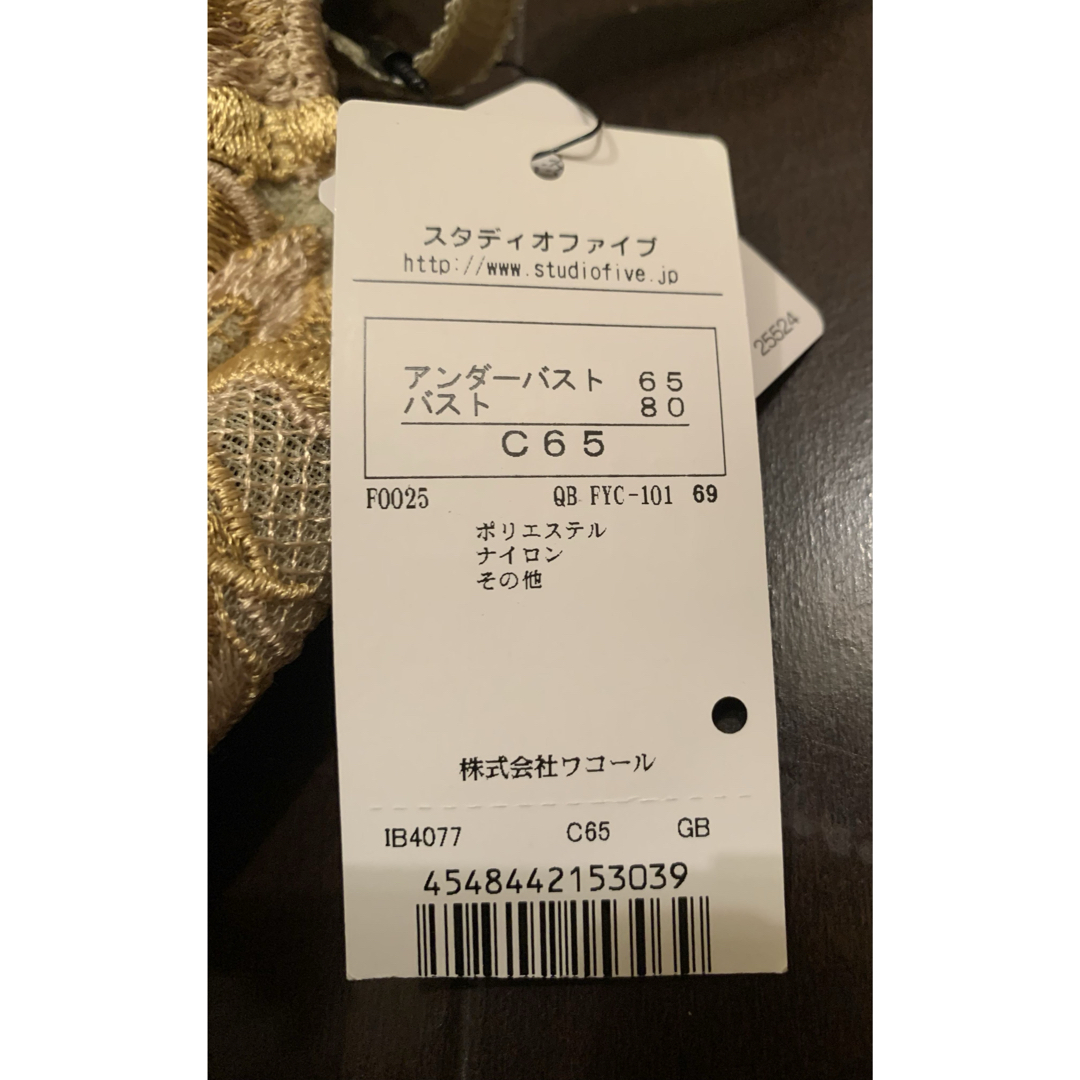 スタディオファイブ
http://www.studiofive.jp
アンダーバスト 65
バスト 80
C65
F0025 QB FYC-101 69
ポリエステル
ナイロン
その他
株式会社ワコール
IB4077 C65 GB
4548442153039
25524